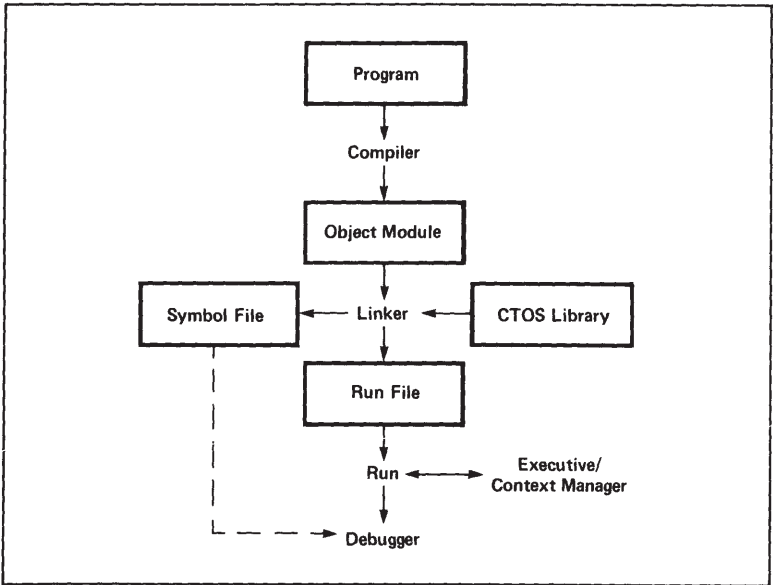 Program
Compiler
Object Module
Symbol File
Linker
CTOS Library
Run File
Run
Executive/
Context Manager
Debugger